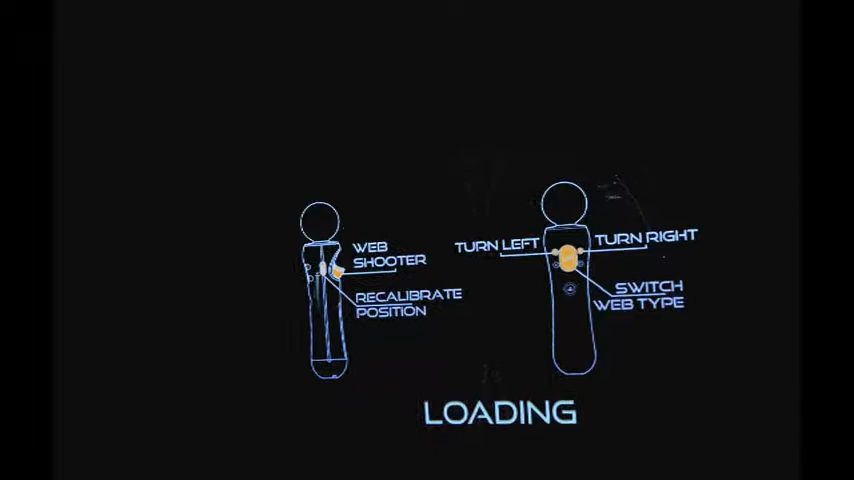 WEB
SHOOTER
RECALIBRATE
POSITION
TURN LEFT
TURN RIGHT
SWITCH
WEB TYPE
LOADING